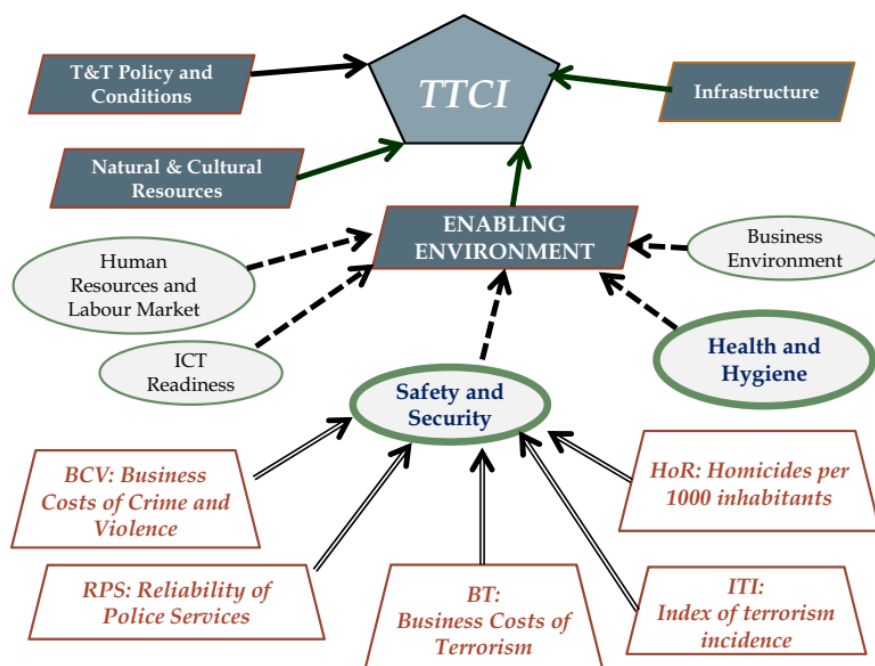 T&T Policy and
Conditions
TTCI
Infrastructure
Natural & Cultural
Resources
ENABLING
ENVIRONMENT
Business
Environment
Human
Resources and
Labour Market
ICT
Readiness
Health and
Hygiene
Safety and
Security
BCV: Business
Costs of Crime and
Violence
HoR: Homicides per
1000 inhabitants
RPS: Reliability of
Police Services
BT:
Business Costs of
Terrorism
ITI:
Index of terrorism
incidence